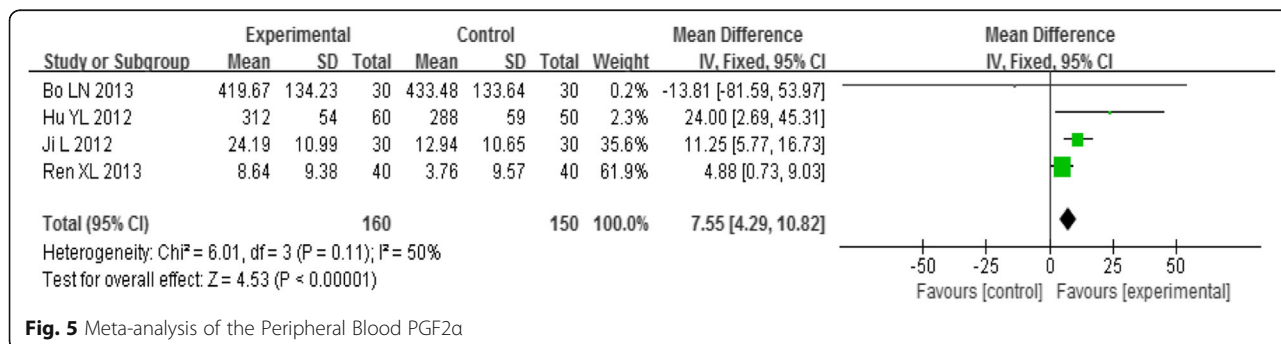 Experimental Control Mean Difference Mean Difference
Study or Subgroup Mean SD Total Mean SD Total Weight IV, Fixed, 95% CI IV, Fixed, 95% CI
Bo LN 2013 419.67 134.23 30 433.48 133.64 30 0.2% -13.81 [-81.59, 53.97]
Hu YL 2012 312 54 60 288 59 50 2.3% 24.00 [2.69, 45.31]
Ji L 2012 24.19 10.99 30 12.94 10.65 30 35.6% 11.25 [5.77, 16.73]
Ren XL 2013 8.64 9.38 40 3.76 9.57 40 61.9% 4.88 [0.73, 9.03]
Total (95% CI) 160 150 100.0% 7.55 [4.29, 10.82]
Heterogeneity: Chi² = 6.01, df = 3 (P = 0.11); I² = 50%
Test for overall effect: Z = 4.53 (P < 0.00001)
-50 -25 0 25 50
Favours [control] Favours [experimental]
Fig. 5 Meta-analysis of the Peripheral Blood PGF2α